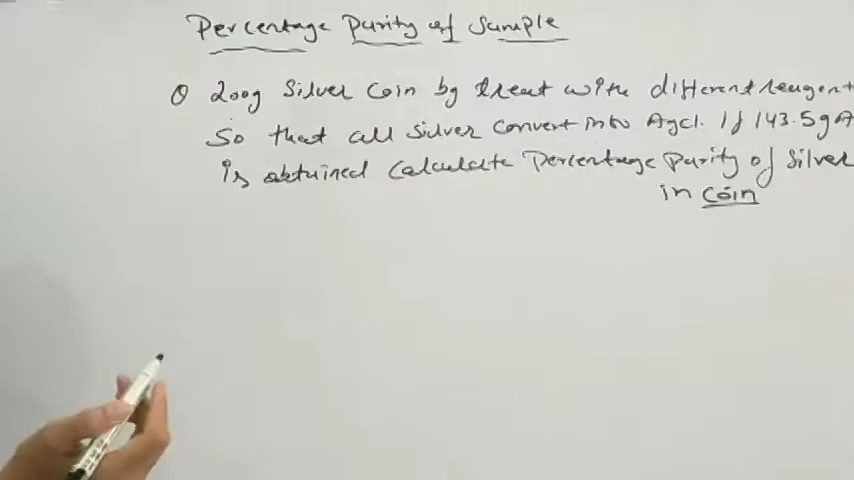 Percentage Purity of Sample
Q 200g Silver Coin by treat with different reagent
So that all silver convert into Agcl. If 143.5g A
is obtained Calculate Percentage purity of Silver
in coin